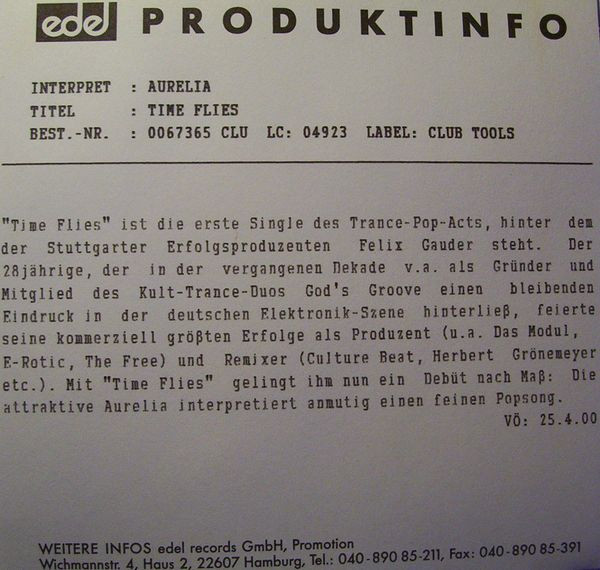 edel PRODUKTINFO
INTERPRET : AURELIA
TITEL : TIME FLIES
BEST.-NR. : 0067365 CLU LC: 04923 LABEL: CLUB TOOLS
"Time Flies" ist die erste Single des Trance-Pop-Acts, hinter dem
der Stuttgarter Erfolgsproduzenten Felix Gauder steht. Der
28jährige, der in der vergangenen Dekade v.a. als Gründer und
Mitglied des Kult-Trance-Duos God's Groove einen bleibenden
Eindruck in der deutschen Elektronik-Szene hinterließ, feierte
seine kommerziell größten Erfolge als Produzent (u.a. Das Modul,
E-Rotic, The Free) und Remixer (Culture Beat, Herbert Grönemeyer
etc.). Mit "Time Flies" gelingt ihm nun ein Debüt nach Maß: Die
attraktive Aurelia interpretiert anmutig einen feinen Popsong.
VÖ: 25.4.00
WEITERE INFOS edel records GmbH, Promotion
Wichmannstr. 4, Haus 2, 22607 Hamburg, Tel.: 040-890 85-211, Fax: 040-890 85-391